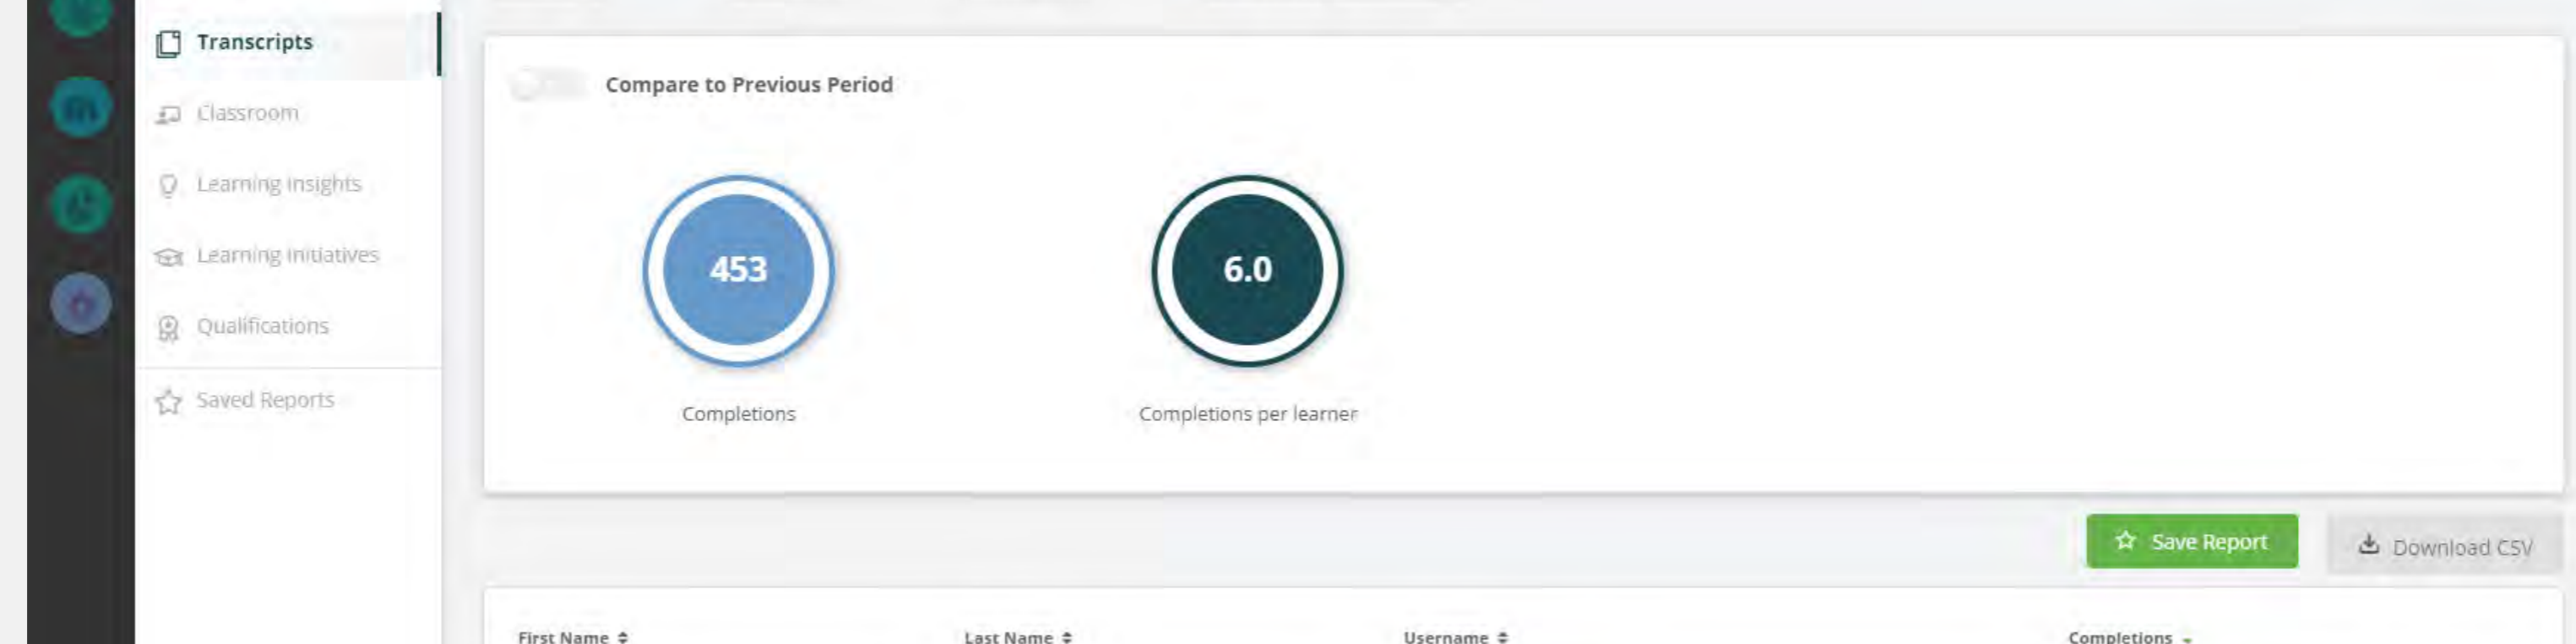 Transcripts
Classroom
Learning Insights
Learning Initiatives
Qualifications
Saved Reports
Compare to Previous Period
453
Completions
6.0
Completions per learner
Save Report
Download CSV
First Name
Last Name
Username
Completions